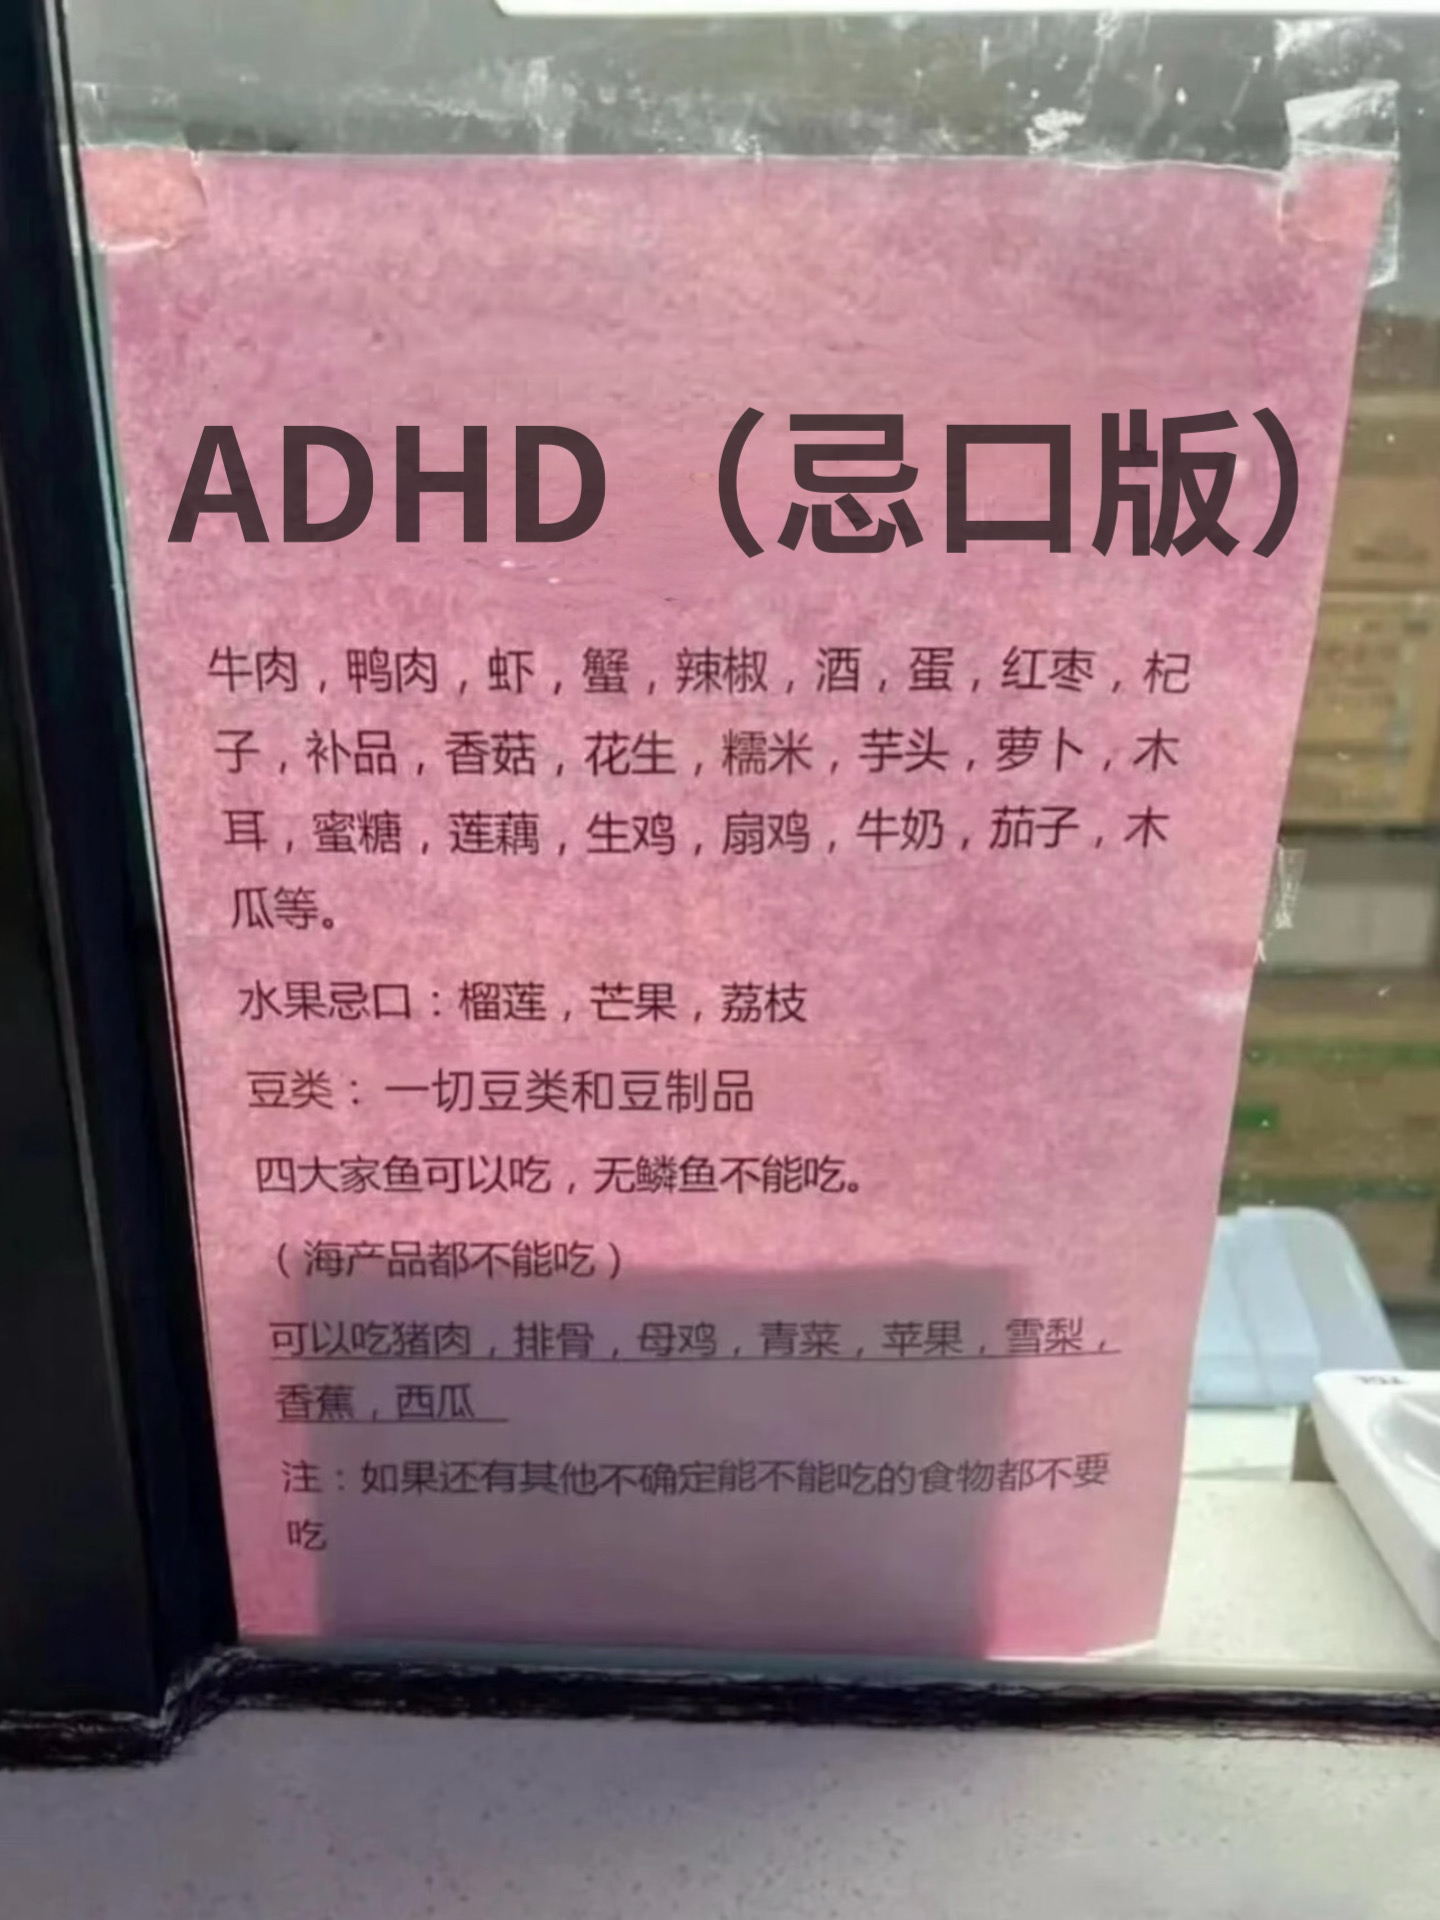 ADHD（忌口版）
牛肉，鸭肉，虾，蟹，辣椒，酒，蛋，红枣，杞
子，补品，香菇，花生，糯米，芋头，萝卜，木
耳，蜜糖，莲藕，生鸡，扇鸡，牛奶，茄子，木
瓜等。
水果忌口：榴莲，芒果，荔枝
豆类：一切豆类和豆制品
四大家鱼可以吃，无鳞鱼不能吃。
（海产品都不能吃）
可以吃猪肉，排骨，母鸡，青菜，苹果，雪梨，
香蕉，西瓜
注：如果还有其他不确定能不能吃的食物都不要
吃